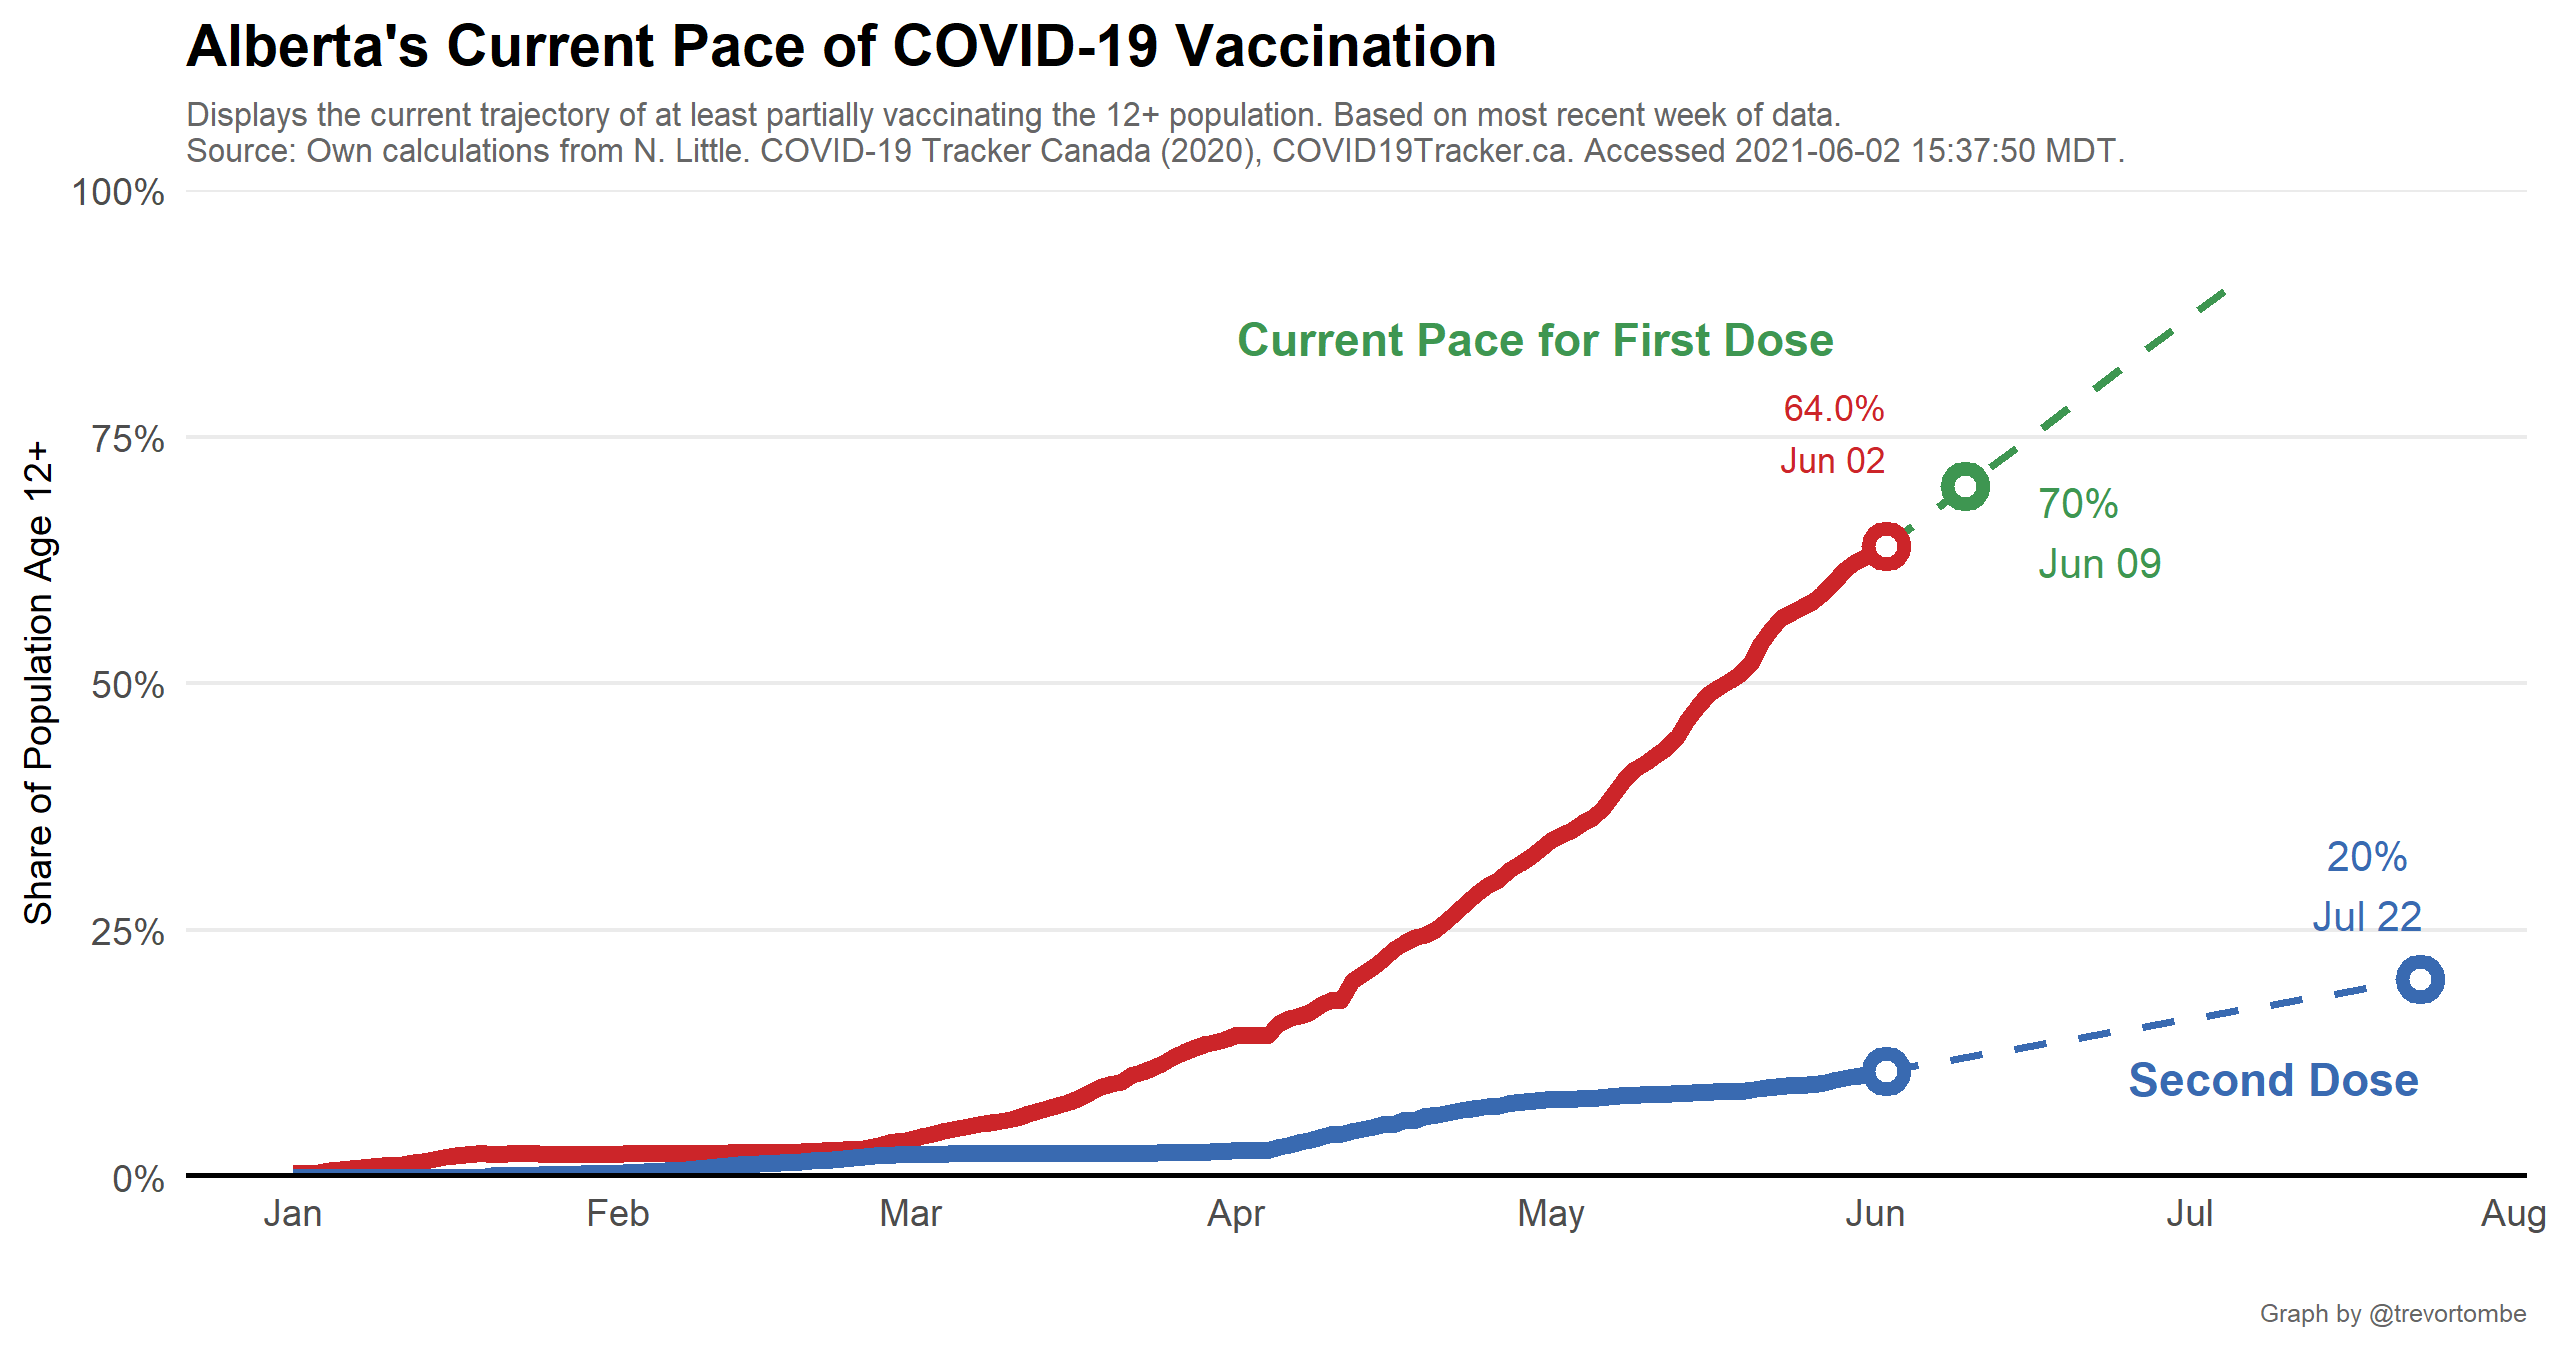 Alberta's Current Pace of COVID-19 Vaccination
Displays the current trajectory of at least partially vaccinating the 12+ population. Based on most recent week of data.
Source: Own calculations from N. Little. COVID-19 Tracker Canada (2020), COVID19Tracker.ca. Accessed 2021-06-02 15:37:50 MDT.
Share of Population Age 12+
100%
75%
50%
25%
0%
Current Pace for First Dose
64.0%
Jun 02
70%
Jun 09
20%
Jul 22
Second Dose
Jan Feb Mar Apr May Jun Jul Aug
Graph by @trevortombe